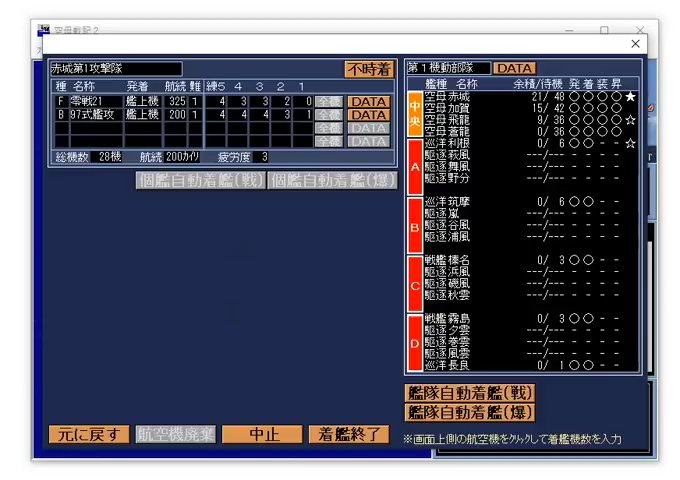 空母戦記2
赤城第1攻撃隊 不時着
種 名称 発着 航続 難 練5 4 3 2 1
F 零戦21 艦上機 325 1 4 3 3 2 0 全機 DATA
B 97式艦攻 艦上機 200 1 4 4 4 3 1 全機 DATA
全機 DATA
全機 DATA
総機数 28機 航続 200カイリ 疲労度 3
個艦自動着艦(戦) 個艦自動着艦(爆)
元に戻す 航空機廃棄 中止 着艦終了
第1機動部隊 DATA
艦種 名称 余積/待機 発 着 装 昇
中央
空母 赤城 21/ 48 〇〇〇〇★
空母 加賀 15/ 42 〇〇〇〇
空母 飛龍 9/ 36 〇〇〇〇☆
空母 蒼龍 0/ 36 〇〇〇〇
A
巡洋 利根 0/ 6 〇〇 - - ☆
駆逐 萩風 ---/--- - - - -
駆逐 舞風 ---/--- - - - -
駆逐 野分 ---/--- - - - -
B
巡洋 筑摩 0/ 6 〇〇 - -
駆逐 嵐 ---/--- - - - -
駆逐 谷風 ---/--- - - - -
駆逐 浦風 ---/--- - - - -
C
戦艦 榛名 0/ 3 〇〇 - -
駆逐 浜風 ---/--- - - - -
駆逐 磯風 ---/--- - - - -
駆逐 秋雲 ---/--- - - - -
D
戦艦 霧島 0/ 3 〇〇 - -
駆逐 夕雲 ---/--- - - - -
駆逐 巻雲 ---/--- - - - -
駆逐 風雲 ---/--- - - - -
巡洋 長良 0/ 1 〇〇 - -
艦隊自動着艦(戦)
艦隊自動着艦(爆)
※画面上側の航空機をクリックして着艦機数を入力